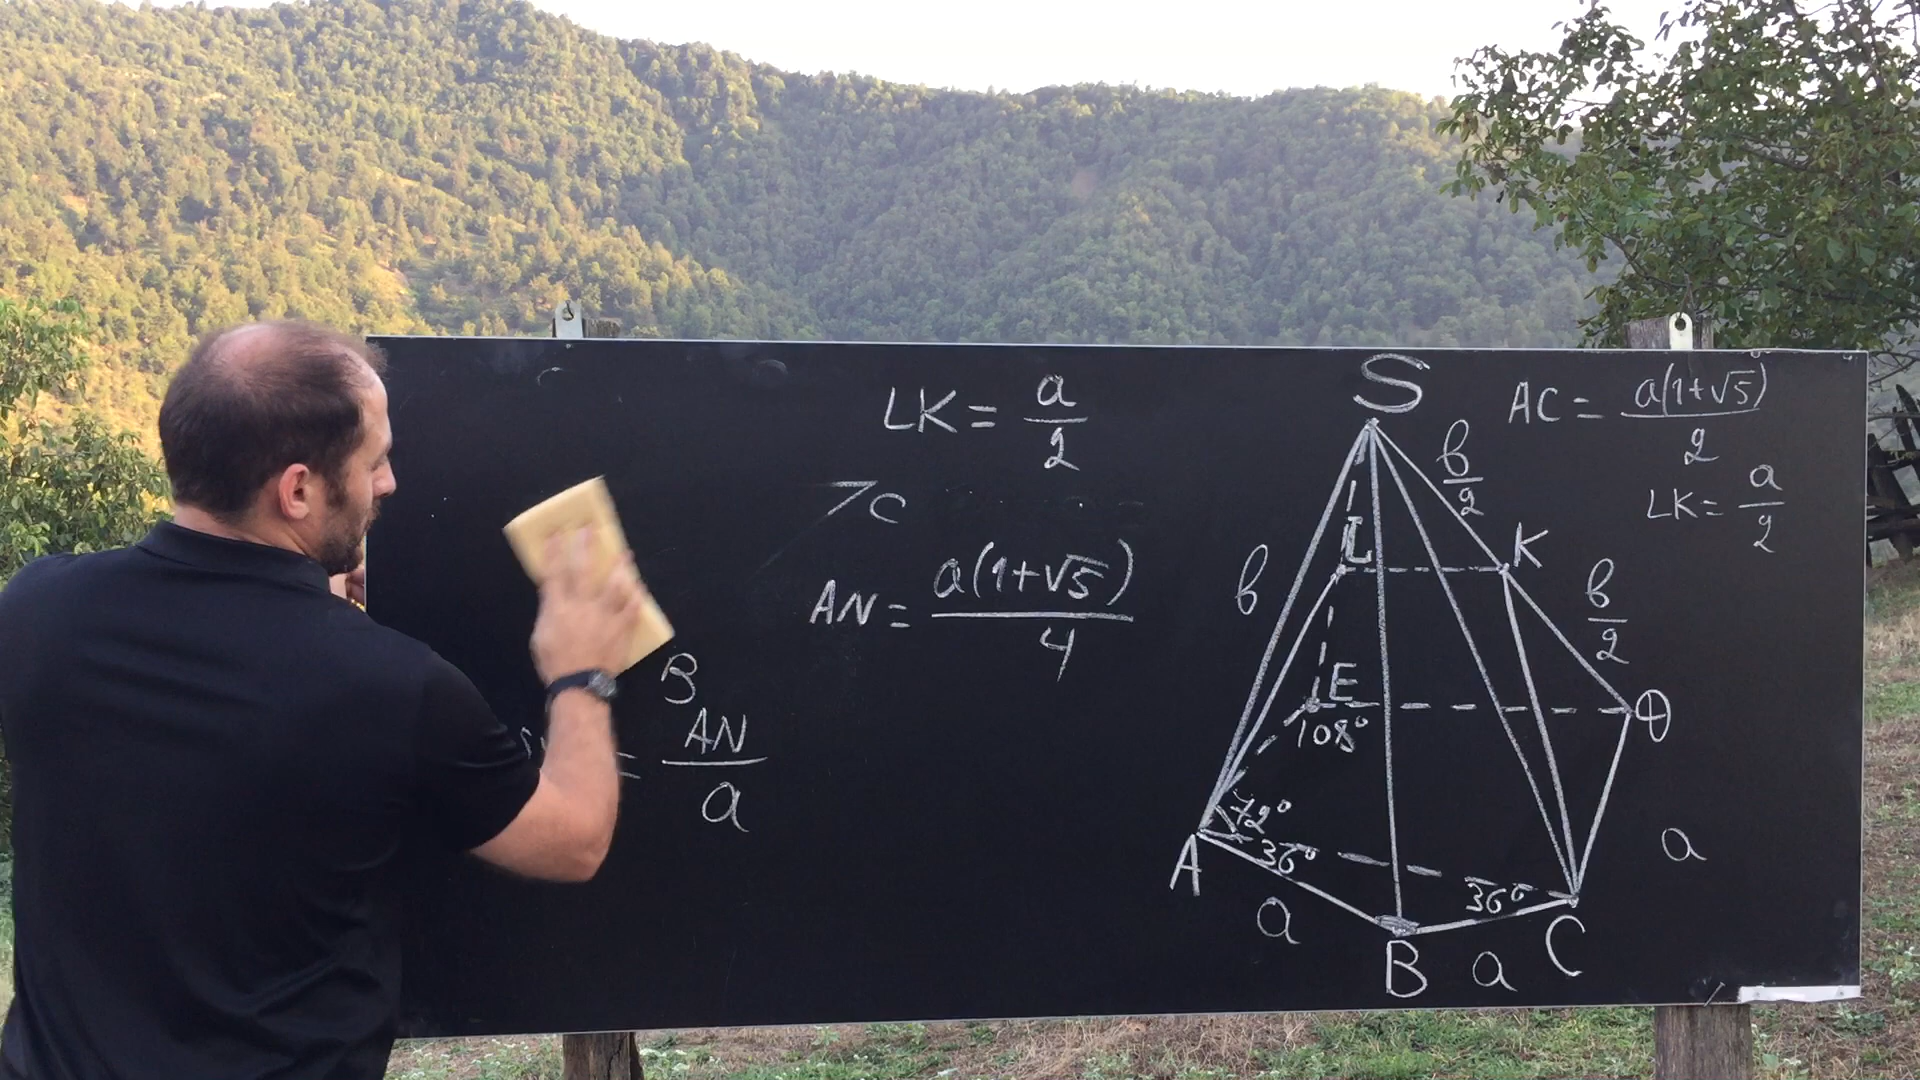 LK = a/2
C
AN = a(1+√5)/4
B
= AN/a
S
AC = a(1+√5)/2
LK = a/2
b/2
L
K
b
b/2
E
108°
D
72°
36°
A
a
36°
a
B
a
C